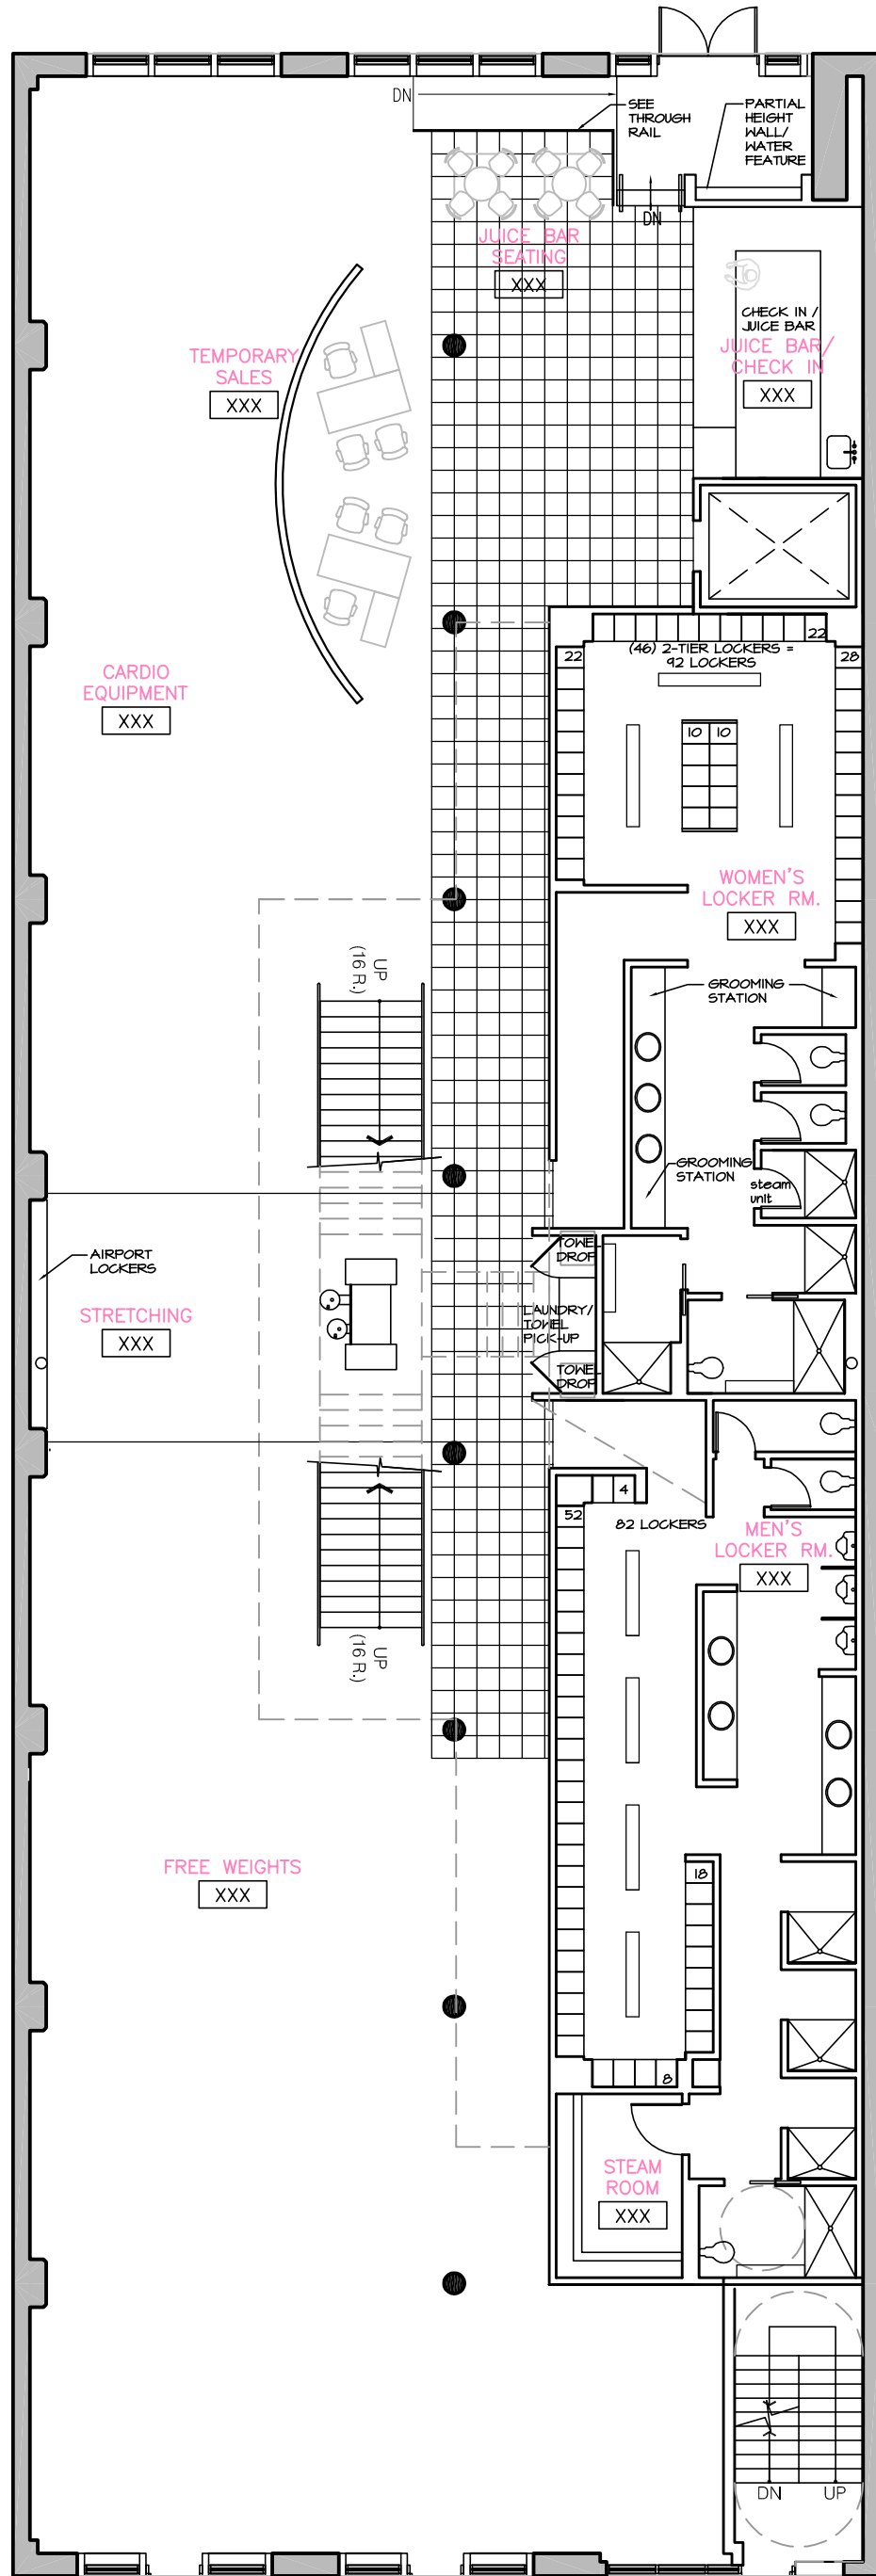 DN
SEE
THROUGH
RAIL
PARTIAL
HEIGHT
WALL/
WATER
FEATURE
DN
JUICE BAR
SEATING
XXX
CHECK IN /
JUICE BAR
JUICE BAR/
CHECK IN
XXX
TEMPORARY
SALES
XXX
22
22
(46) 2-TIER LOCKERS =
92 LOCKERS
28
CARDIO
EQUIPMENT
XXX
10
10
WOMEN'S
LOCKER RM.
XXX
UP
(16 R.)
GROOMING
STATION
GROOMING
STATION
steam
unit
AIRPORT
LOCKERS
TOWEL
DROP
STRETCHING
XXX
LAUNDRY/
TOWEL
PICK-UP
TOWEL
DROP
4
52
82 LOCKERS
MEN'S
LOCKER RM.
XXX
UP
(16 R.)
FREE WEIGHTS
XXX
18
8
STEAM
ROOM
XXX
DN
UP